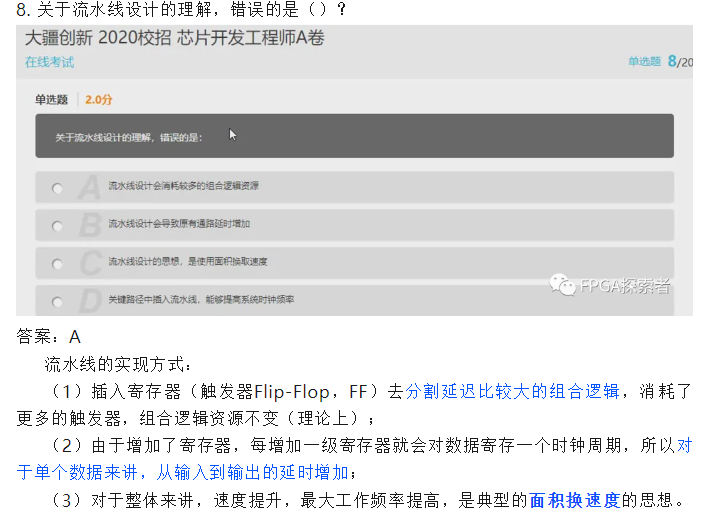 8. 关于流水线设计的理解，错误的是（）？
大疆创新 2020校招 芯片开发工程师A卷
在线考试
单选题 8/20
单选题 2.0分
关于流水线设计的理解，错误的是：
A 流水线设计会消耗较多的组合逻辑资源
B 流水线设计会导致原有通路延时增加
C 流水线设计的思想，是使用面积换取速度
D 关键路径中插入流水线，能够提高系统时钟频率
FPGA探索者
答案：A
流水线的实现方式：
（1）插入寄存器（触发器Flip-Flop，FF）去分割延迟比较大的组合逻辑，消耗了
更多的触发器，组合逻辑资源不变（理论上）；
（2）由于增加了寄存器，每增加一级寄存器就会对数据寄存一个时钟周期，所以对
于单个数据来讲，从输入到输出的延时增加；
（3）对于整体来讲，速度提升，最大工作频率提高，是典型的面积换速度的思想。